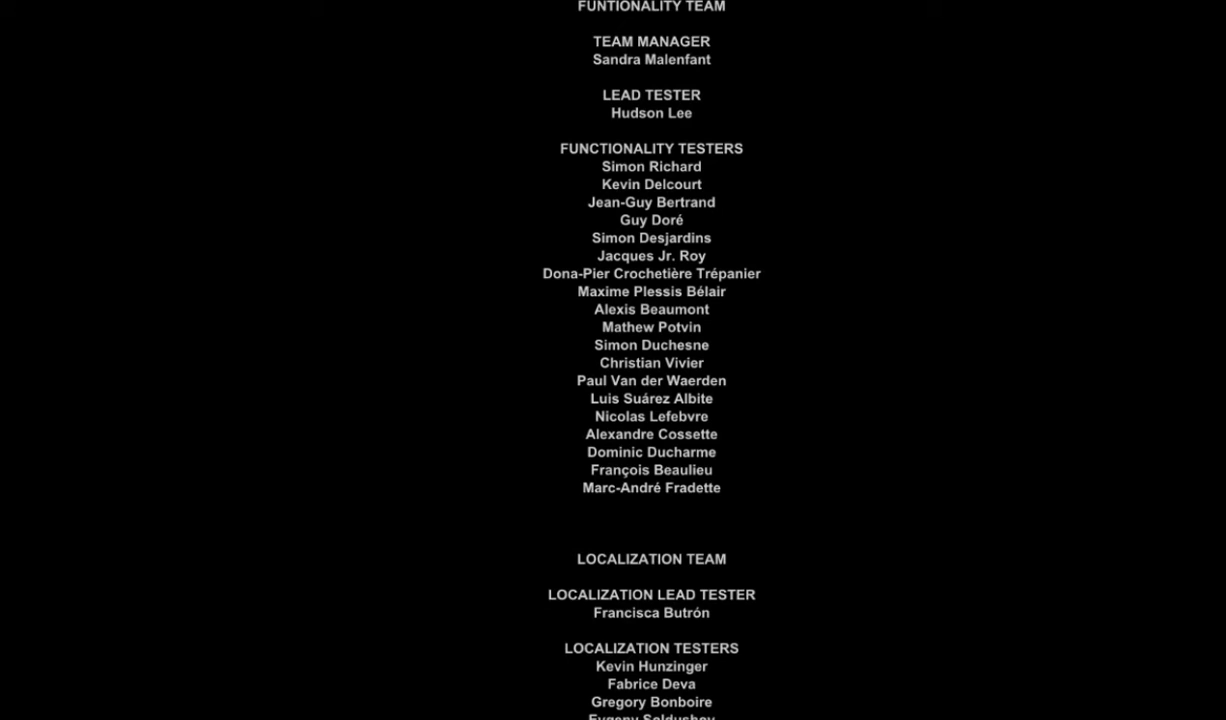 FUNTIONALITY TEAM
TEAM MANAGER
Sandra Malenfant
LEAD TESTER
Hudson Lee
FUNCTIONALITY TESTERS
Simon Richard
Kevin Delcourt
Jean-Guy Bertrand
Guy Doré
Simon Desjardins
Jacques Jr. Roy
Dona-Pier Crochetière Trépanier
Maxime Plessis Bélair
Alexis Beaumont
Mathew Potvin
Simon Duchesne
Christian Vivier
Paul Van der Waerden
Luis Suárez Albite
Nicolas Lefebvre
Alexandre Cossette
Dominic Ducharme
François Beaulieu
Marc-André Fradette
LOCALIZATION TEAM
LOCALIZATION LEAD TESTER
Francisca Butrón
LOCALIZATION TESTERS
Kevin Hunzinger
Fabrice Deva
Gregory Bonboire
Evgeny